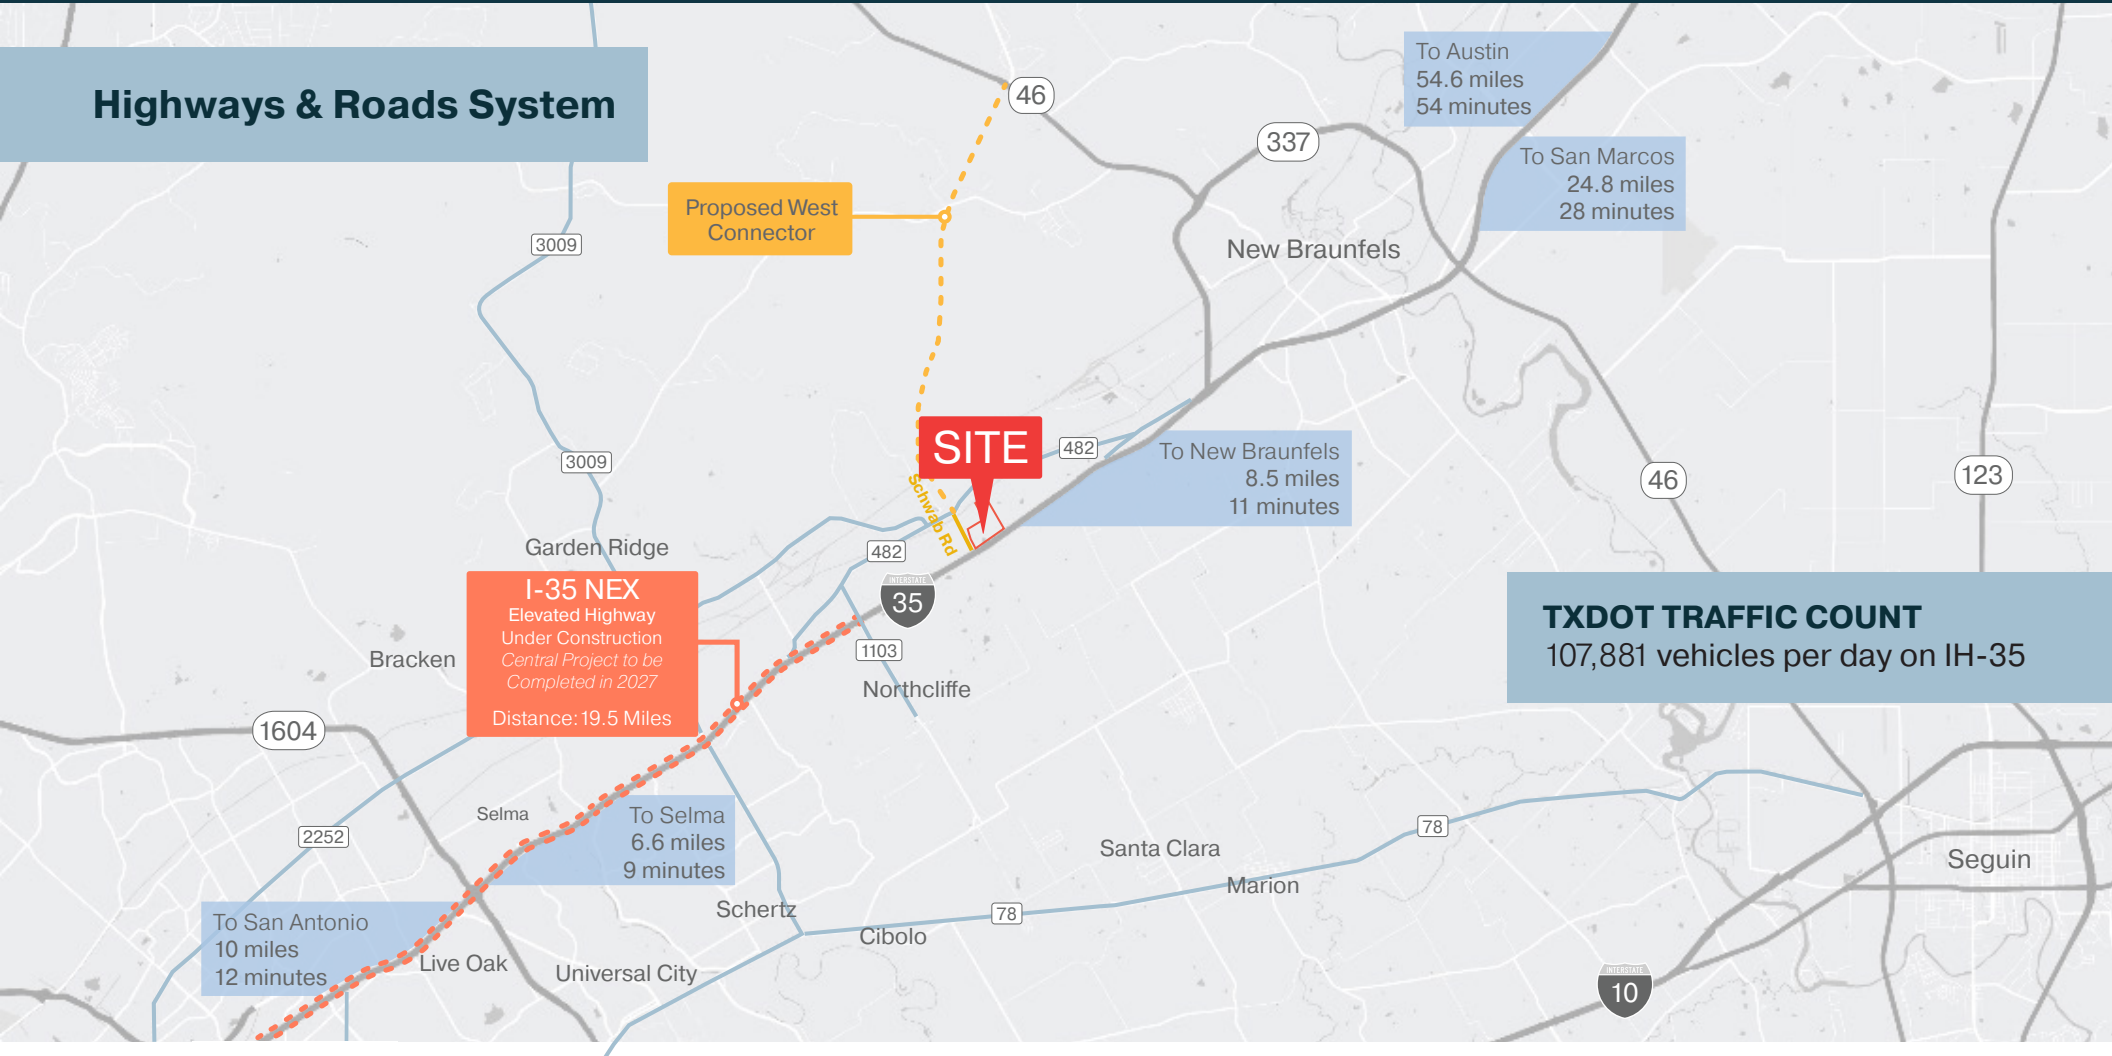 Highways & Roads System
To Austin
54.6 miles
54 minutes
46
337
To San Marcos
24.8 miles
28 minutes
Proposed West
Connector
3009
New Braunfels
SITE
482
To New Braunfels
8.5 miles
11 minutes
3009
46
123
Schwab Rd
Garden Ridge
482
I-35 NEX
Elevated Highway
Under Construction
Central Project to be
Completed in 2027
Distance: 19.5 Miles
INTERSTATE
35
TXDOT TRAFFIC COUNT
107,881 vehicles per day on IH-35
Bracken
1103
Northcliffe
1604
Selma
To Selma
6.6 miles
9 minutes
2252
78
Santa Clara
Marion
Seguin
Schertz
78
Cibolo
To San Antonio
10 miles
12 minutes
Live Oak
Universal City
INTERSTATE
10